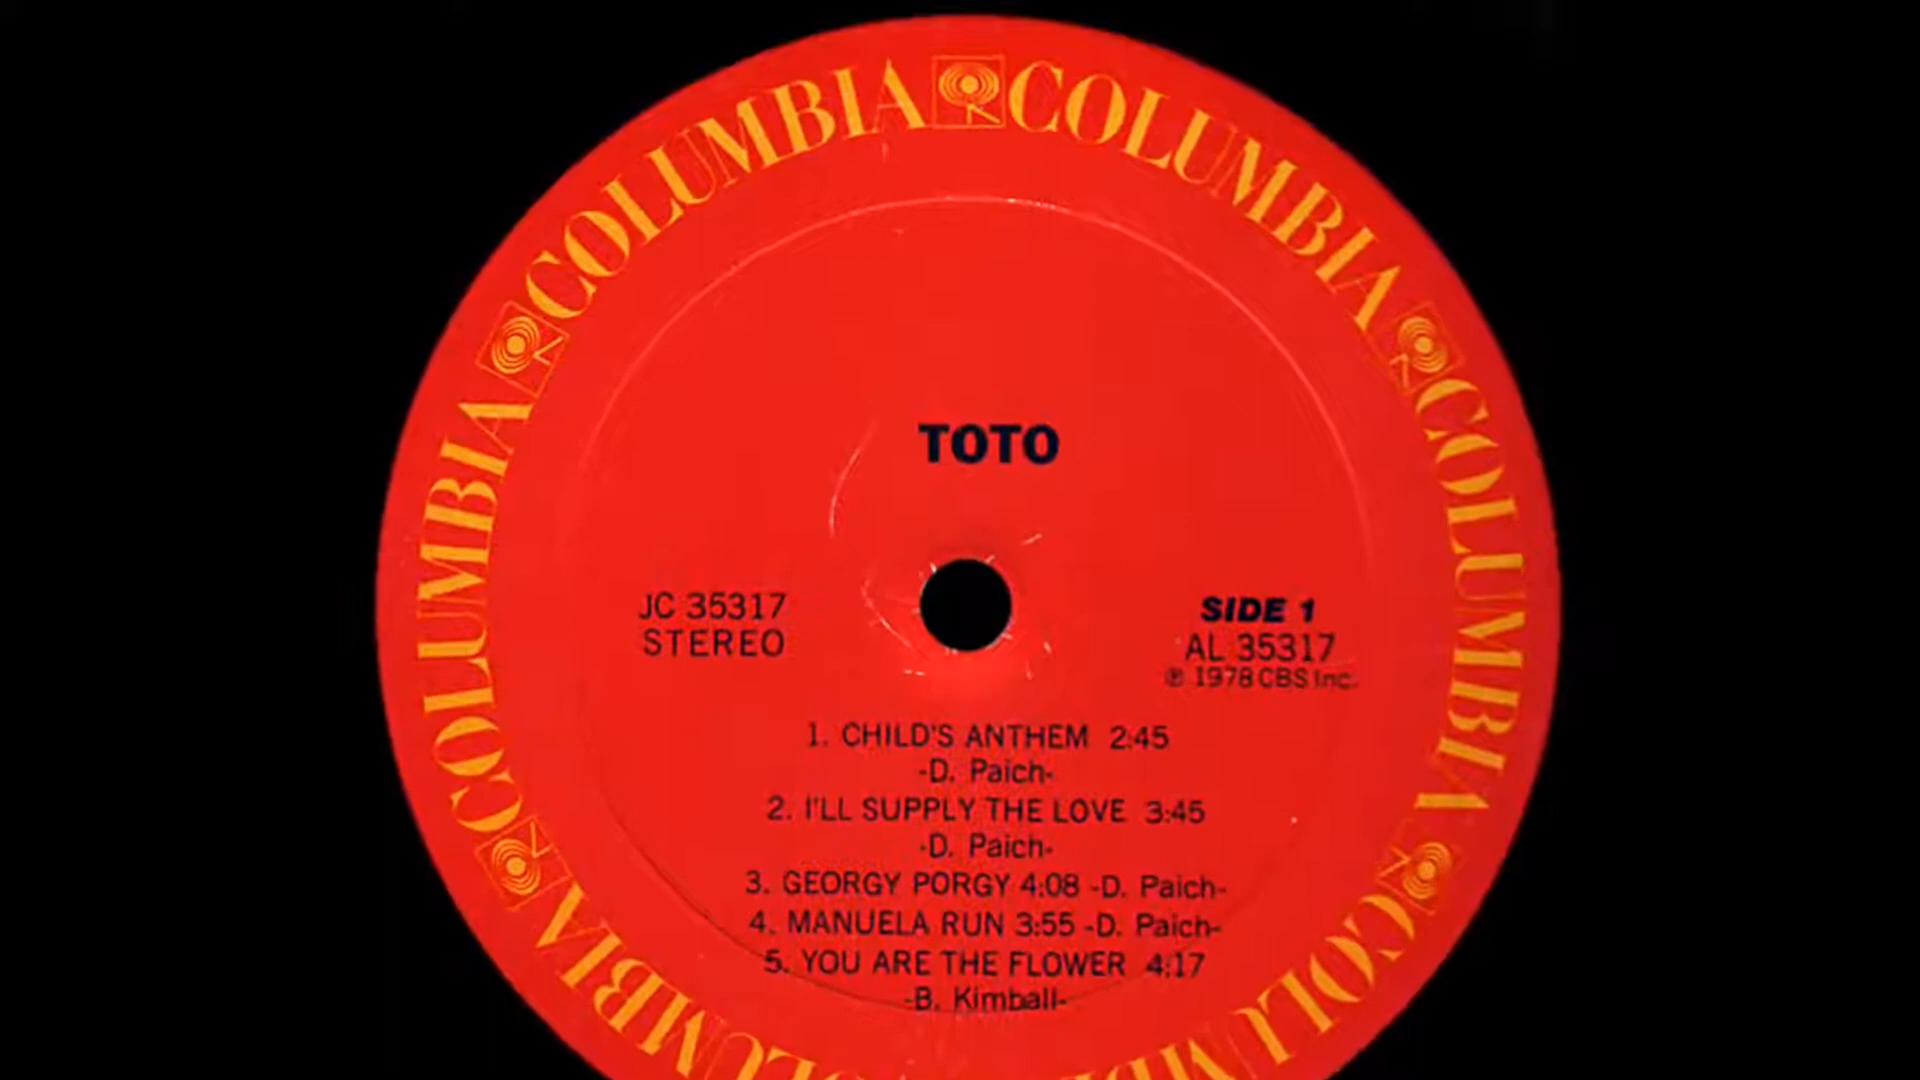 COLUMBIA COLUMBIA COLUMBIA COLUMBIA COLUMBIA COLUMBIA
TOTO
JC 35317
STEREO
SIDE 1
AL 35317
℗ 1978 CBS Inc.
1. CHILD'S ANTHEM 2:45
-D. Paich-
2. I'LL SUPPLY THE LOVE 3:45
-D. Paich-
3. GEORGY PORGY 4:08 -D. Paich-
4. MANUELA RUN 3:55 -D. Paich-
5. YOU ARE THE FLOWER 4:17
-B. Kimball-